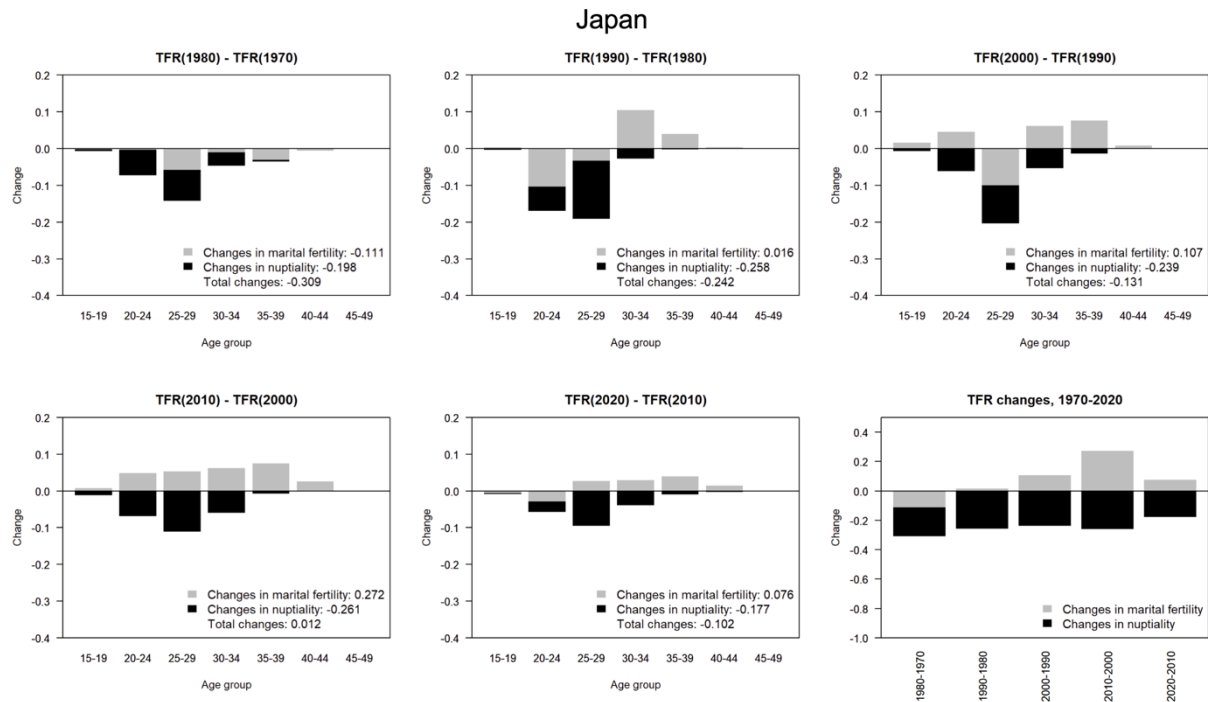 Japan
TFR(1980) - TFR(1970)
0.2
0.1
0.0
-0.1
-0.2
-0.3
-0.4
Change
Changes in marital fertility: -0.111
Changes in nuptiality: -0.198
Total changes: -0.309
15-19 20-24 25-29 30-34 35-39 40-44 45-49
Age group
TFR(1990) - TFR(1980)
0.2
0.1
0.0
-0.1
-0.2
-0.3
-0.4
Change
Changes in marital fertility: 0.016
Changes in nuptiality: -0.258
Total changes: -0.242
15-19 20-24 25-29 30-34 35-39 40-44 45-49
Age group
TFR(2000) - TFR(1990)
0.2
0.1
0.0
-0.1
-0.2
-0.3
-0.4
Change
Changes in marital fertility: 0.107
Changes in nuptiality: -0.239
Total changes: -0.131
15-19 20-24 25-29 30-34 35-39 40-44 45-49
Age group
TFR(2010) - TFR(2000)
0.2
0.1
0.0
-0.1
-0.2
-0.3
-0.4
Change
Changes in marital fertility: 0.272
Changes in nuptiality: -0.261
Total changes: 0.012
15-19 20-24 25-29 30-34 35-39 40-44 45-49
Age group
TFR(2020) - TFR(2010)
0.2
0.1
0.0
-0.1
-0.2
-0.3
-0.4
Change
Changes in marital fertility: 0.076
Changes in nuptiality: -0.177
Total changes: -0.102
15-19 20-24 25-29 30-34 35-39 40-44 45-49
Age group
TFR changes, 1970-2020
0.4
0.2
0.0
-0.2
-0.4
-0.6
-0.8
-1.0
Change
Changes in marital fertility
Changes in nuptiality
1980-1970
1990-1980
2000-1990
2010-2000
2020-2010